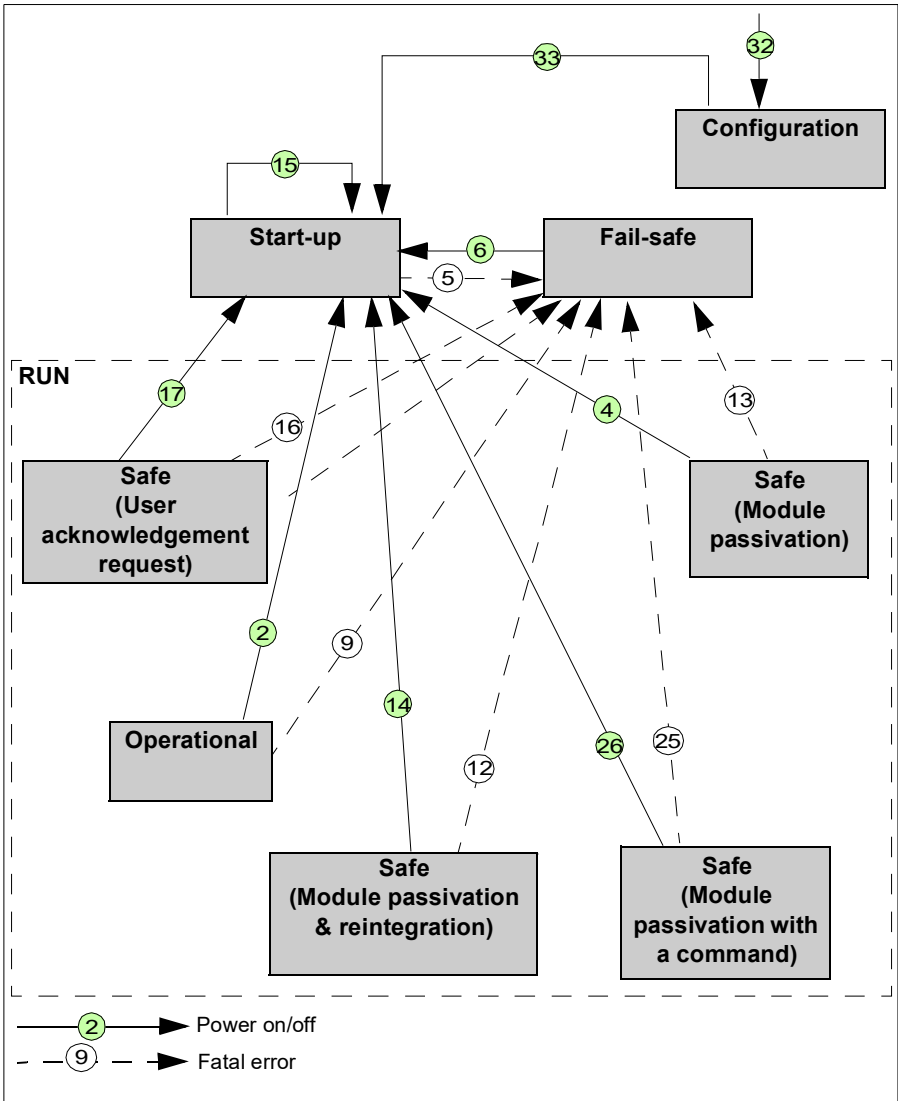 32
33
Configuration
15
Start-up
Fail-safe
6
5
RUN
17
16
4
13
Safe
(User
acknowledgement
request)
Safe
(Module
passivation)
2
9
14
Operational
12
26
25
Safe
(Module passivation
& reintegration)
Safe
(Module
passivation with
a command)
2
Power on/off
9
Fatal error